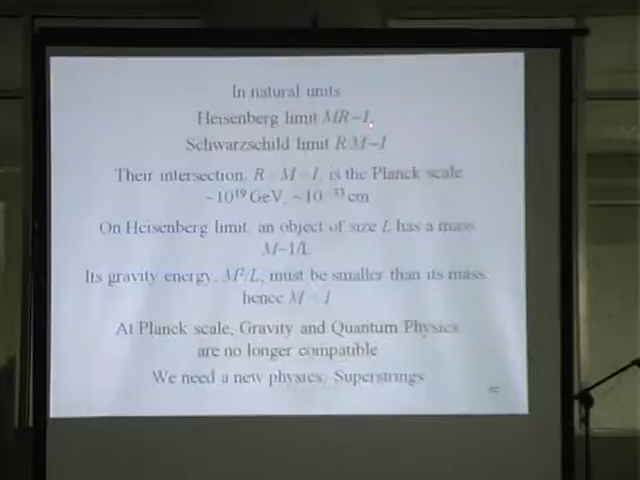 In natural units
Heisenberg limit MR~1,
Schwarzschild limit R/M~1
Their intersection, R~M~1, is the Planck scale
~10¹⁹ GeV, ~10⁻³³ cm
On Heisenberg limit, an object of size L has a mass
M~1/L
Its gravity energy, M²/L, must be smaller than its mass,
hence M < 1
At Planck scale, Gravity and Quantum Physics
are no longer compatible
We need a new physics: Superstrings